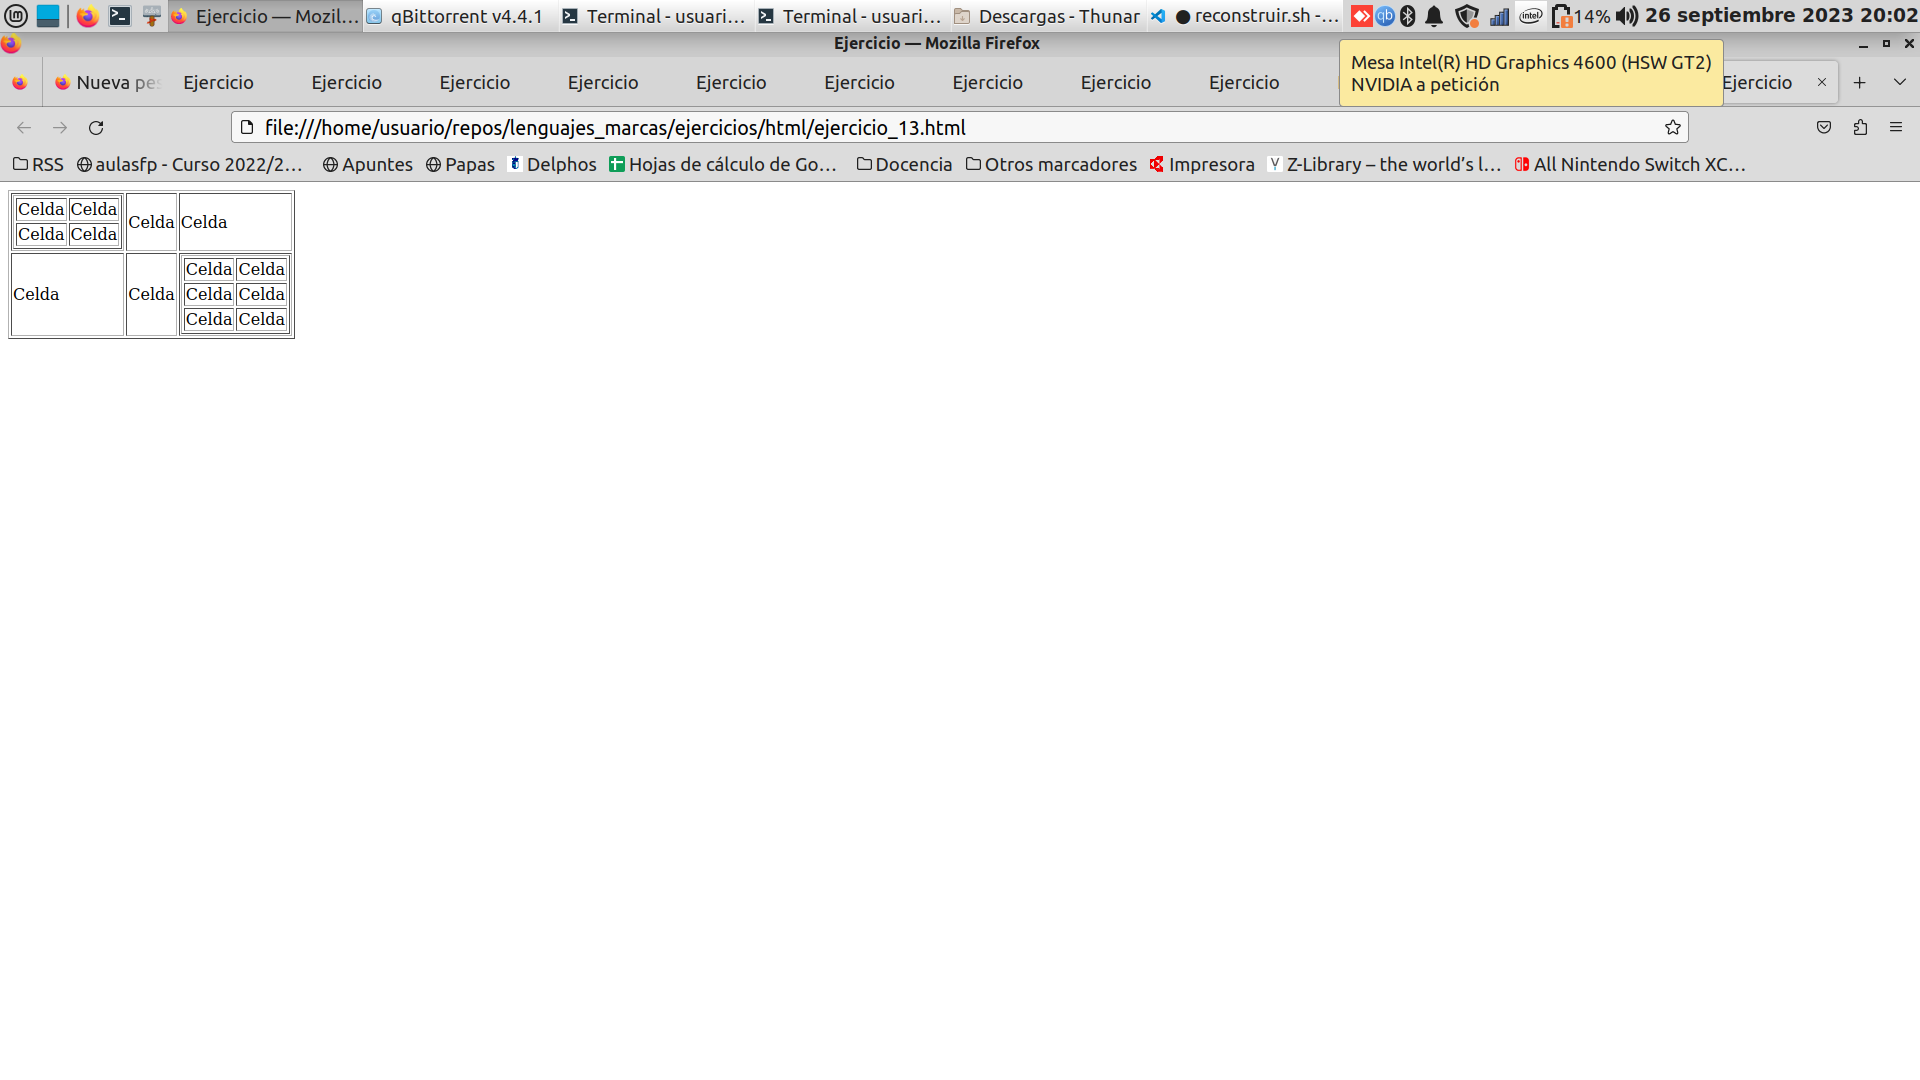 Ejercicio — Mozil... qBittorrent v4.4.1 Terminal - usuari... Terminal - usuari... Descargas - Thunar reconstruir.sh -... qb intel 14% 26 septiembre 2023 20:02
Ejercicio — Mozilla Firefox
Mesa Intel(R) HD Graphics 4600 (HSW GT2)
NVIDIA a petición
Nueva pes Ejercicio Ejercicio Ejercicio Ejercicio Ejercicio Ejercicio Ejercicio Ejercicio Ejercicio Ejercicio
file:///home/usuario/repos/lenguajes_marcas/ejercicios/html/ejercicio_13.html
RSS aulasfp - Curso 2022/2... Apuntes Papas Delphos Hojas de cálculo de Go... Docencia Otros marcadores Impresora Z-Library – the world's l... All Nintendo Switch XC...
Celda Celda
Celda Celda
Celda Celda
Celda Celda
Celda Celda
Celda Celda
Celda Celda